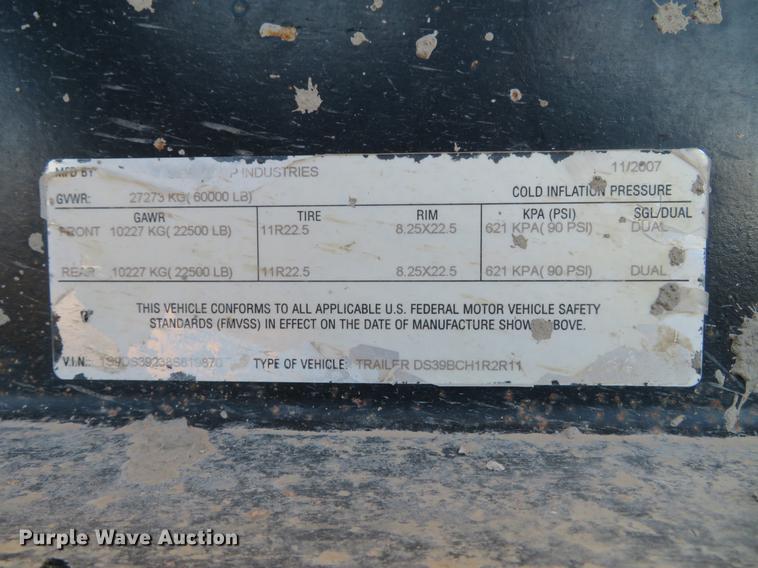 MFD BY INDUSTRIES 11/2007
GVWR: 27273 KG( 60000 LB) COLD INFLATION PRESSURE
GAWR TIRE RIM KPA (PSI) SGL/DUAL
FRONT 10227 KG( 22500 LB) 11R22.5 8.25X22.5 621 KPA( 90 PSI) DUAL
REAR 10227 KG( 22500 LB) 11R22.5 8.25X22.5 621 KPA( 90 PSI) DUAL
THIS VEHICLE CONFORMS TO ALL APPLICABLE U.S. FEDERAL MOTOR VEHICLE SAFETY
STANDARDS (FMVSS) IN EFFECT ON THE DATE OF MANUFACTURE SHOWN ABOVE.
V.I.N. TYPE OF VEHICLE: TRAILER DS39BCH1R2R11
Purple Wave Auction